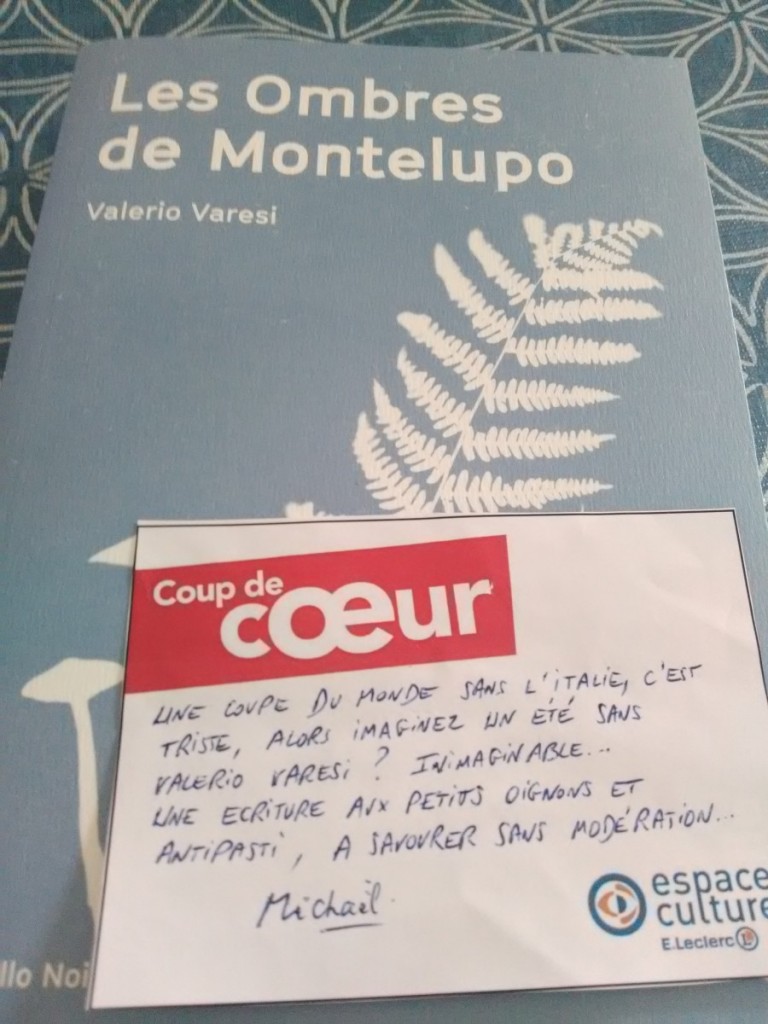 Les Ombres
de Montelupo
Valerio Varesi
Coup de
cœur
UNE COUPE DU MONDE SANS L'ITALIE, C'EST
TRISTE, ALORS IMAGINEZ UN ÉTÉ SANS
VALERIO VARESI ? INIMAGINABLE...
UNE ECRITURE AUX PETITS OIGNONS ET
ANTIPASTI, A SAVOURER SANS MODÉRATION...
Michaël.
espace
culture
E.Leclerc L
llo Noi